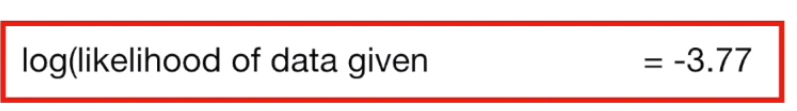 log(likelihood of data given = -3.77